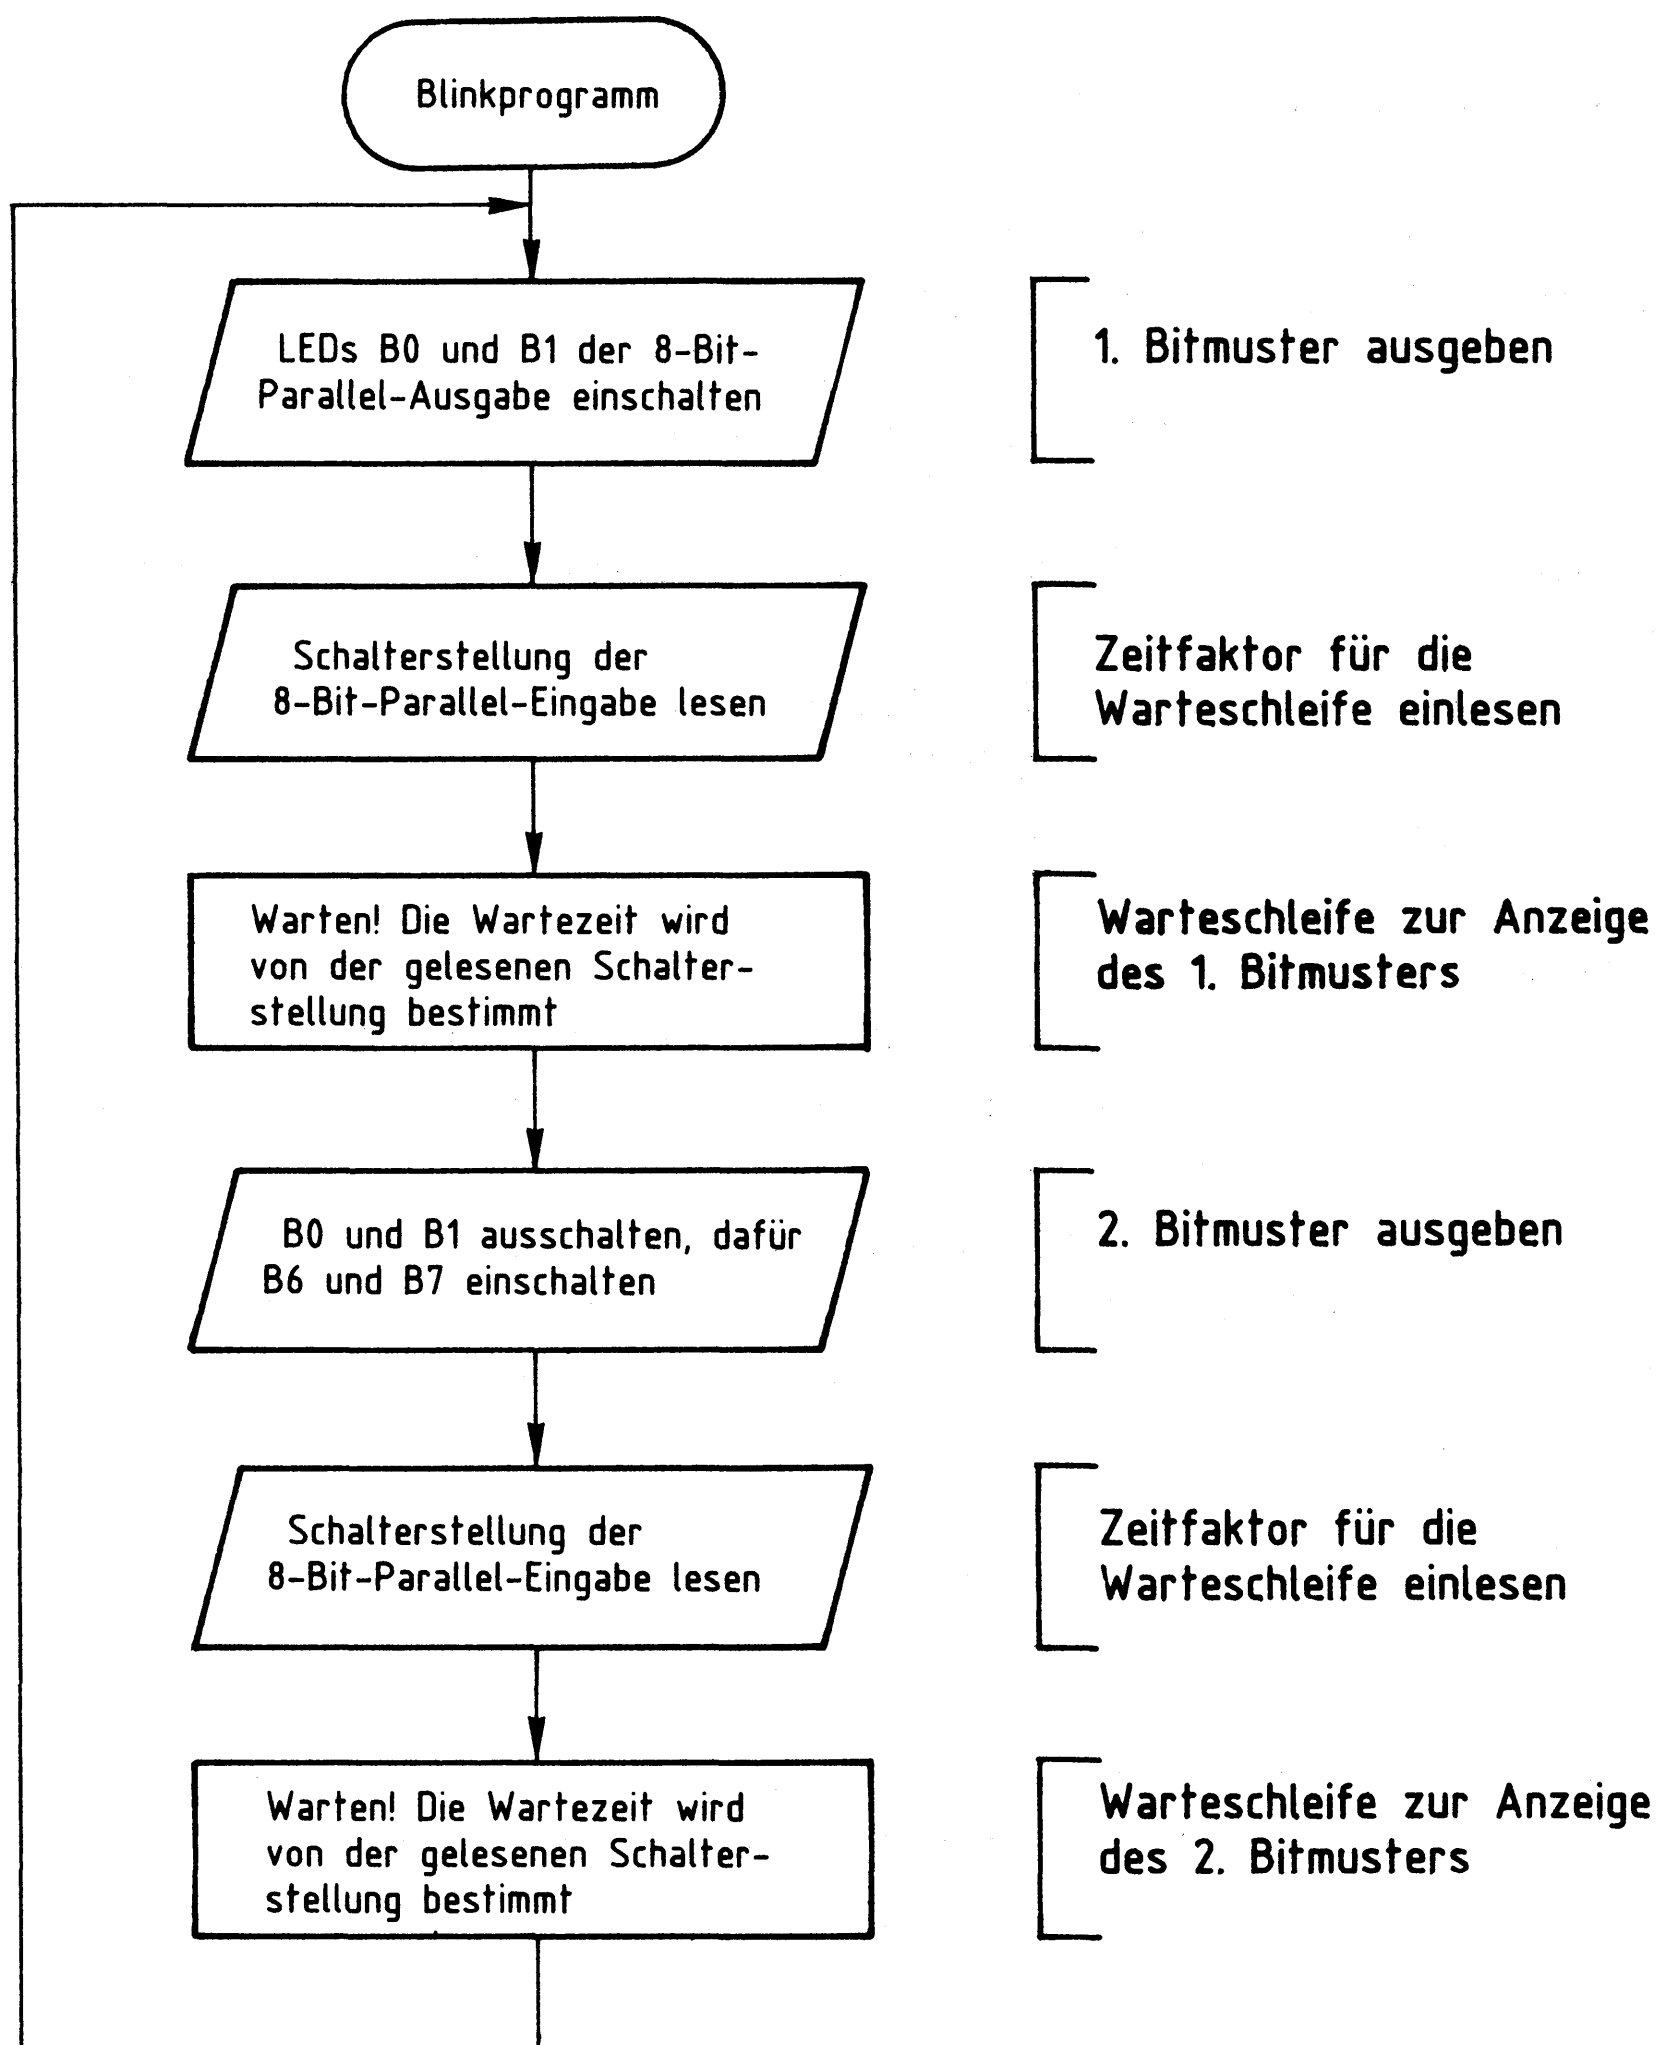 Blinkprogramm
LEDs B0 und B1 der 8-Bit-
Parallel-Ausgabe einschalten
1. Bitmuster ausgeben
Schalterstellung der
8-Bit-Parallel-Eingabe lesen
Zeitfaktor für die
Warteschleife einlesen
Warten! Die Wartezeit wird
von der gelesenen Schalter-
stellung bestimmt
Warteschleife zur Anzeige
des 1. Bitmusters
B0 und B1 ausschalten, dafür
B6 und B7 einschalten
2. Bitmuster ausgeben
Schalterstellung der
8-Bit-Parallel-Eingabe lesen
Zeitfaktor für die
Warteschleife einlesen
Warten! Die Wartezeit wird
von der gelesenen Schalter-
stellung bestimmt
Warteschleife zur Anzeige
des 2. Bitmusters